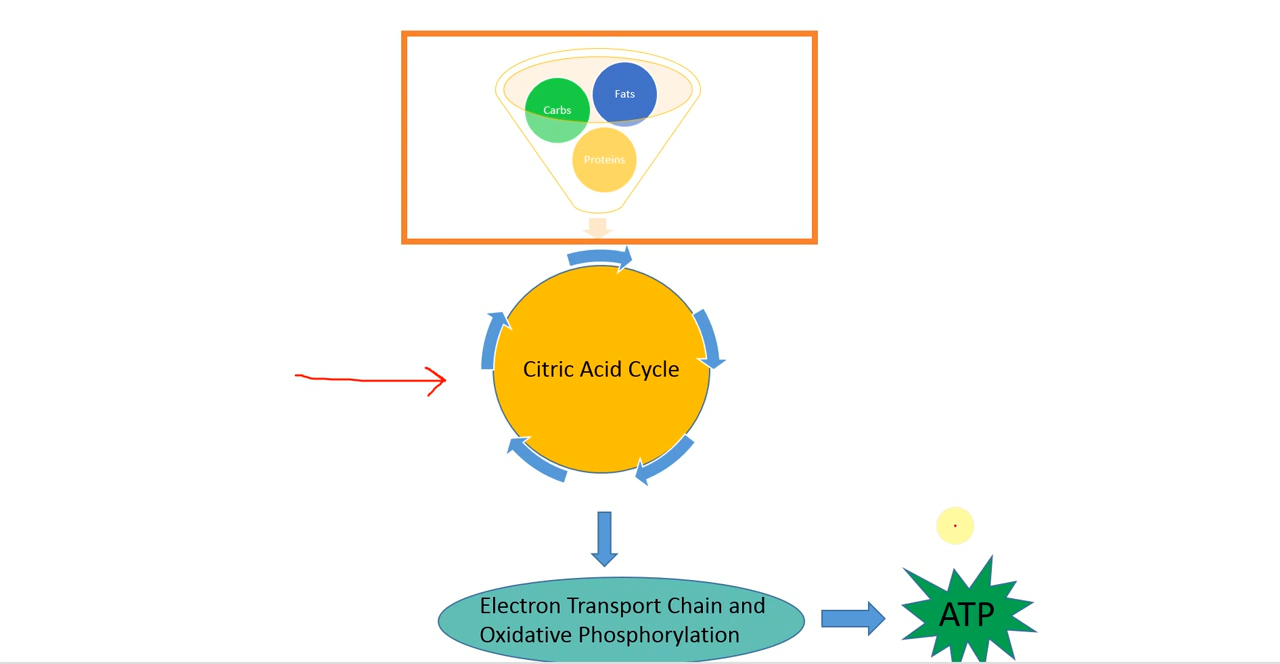 Fats
Carbs
Proteins
Citric Acid Cycle
Electron Transport Chain and
Oxidative Phosphorylation
ATP